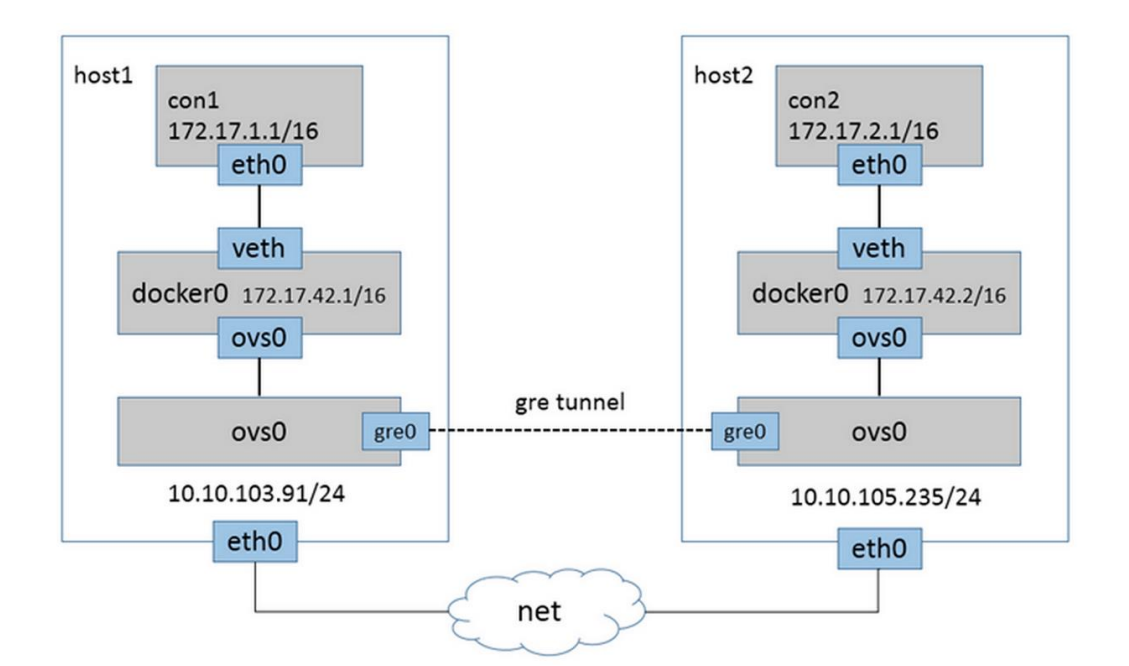 host1
con1
172.17.1.1/16
eth0
veth
docker0 172.17.42.1/16
ovs0
ovs0
gre0
10.10.103.91/24
eth0
gre tunnel
host2
con2
172.17.2.1/16
eth0
veth
docker0 172.17.42.2/16
ovs0
gre0
ovs0
10.10.105.235/24
eth0
net